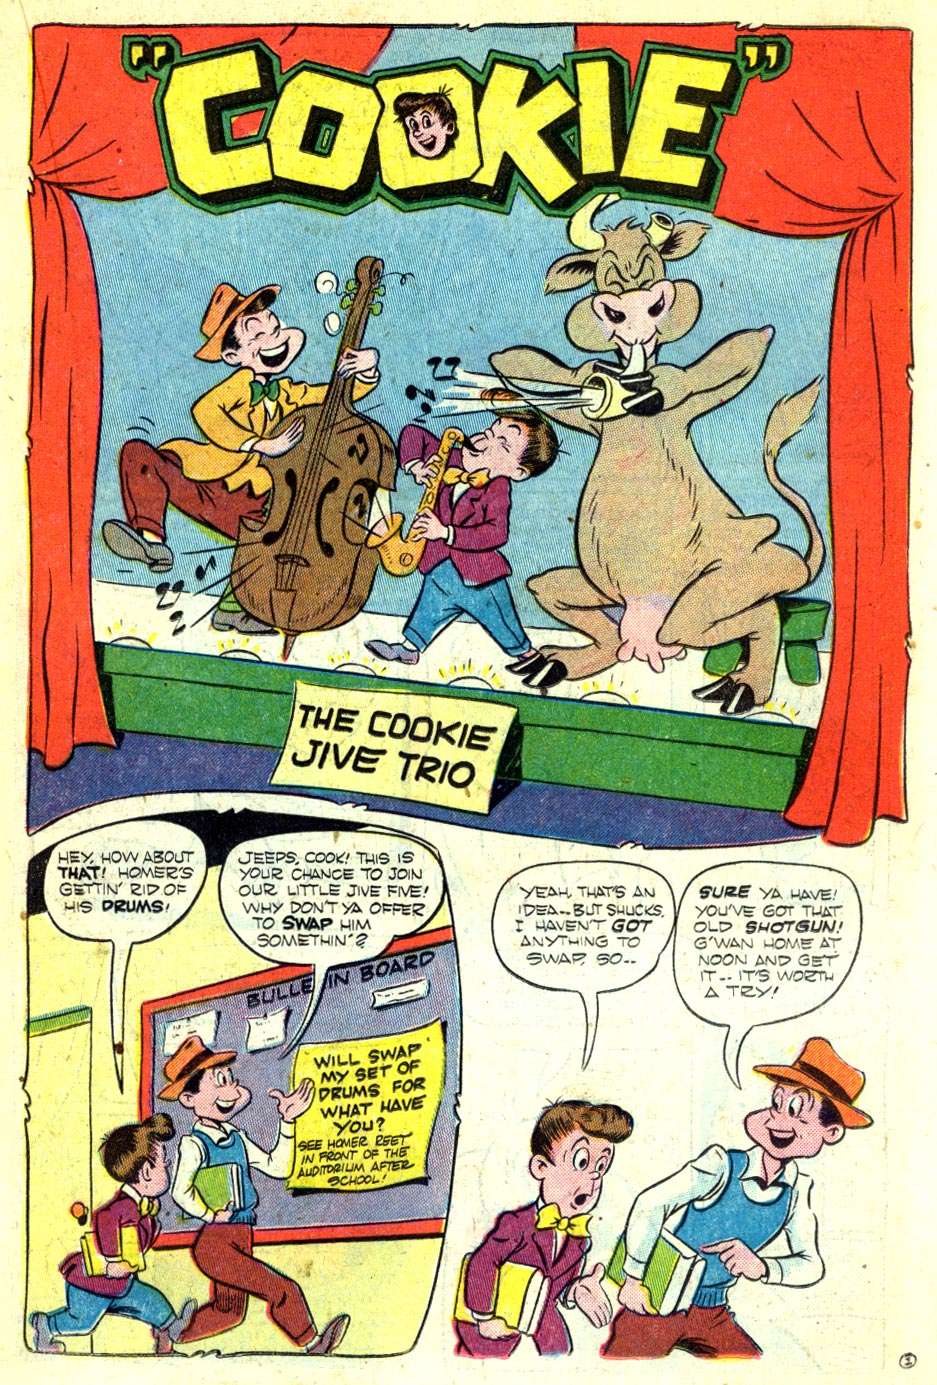 "COOKIE"
THE COOKIE
JIVE TRIO
HEY, HOW ABOUT
THAT! HOMER'S
GETTIN' RID OF
HIS DRUMS!
JEEPS, COOK! THIS IS
YOUR CHANCE TO JOIN
OUR LITTLE JIVE FIVE!
WHY DON'T YA OFFER
TO SWAP HIM
SOMETHIN'?
BULLETIN BOARD
WILL SWAP
MY SET OF
DRUMS FOR
WHAT HAVE
YOU?
SEE HOMER REET
IN FRONT OF THE
AUDITORIUM AFTER
SCHOOL!
YEAH, THAT'S AN
IDEA-- BUT SHUCKS,
I HAVEN'T GOT
ANYTHING TO
SWAP, SO--
SURE YA HAVE!
YOU'VE GOT THAT
OLD SHOTGUN!
G'WAN HOME AT
NOON AND GET
IT-- IT'S WORTH
A TRY!
1